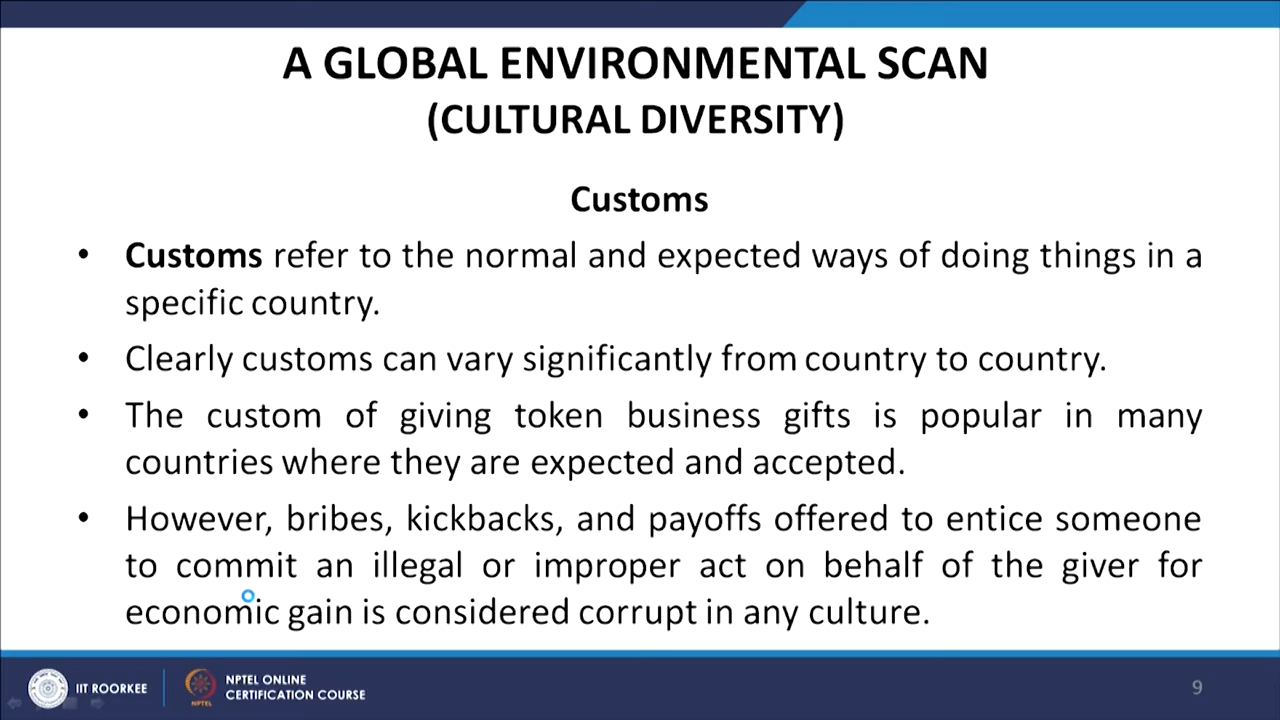 A GLOBAL ENVIRONMENTAL SCAN
(CULTURAL DIVERSITY)
Customs
• Customs refer to the normal and expected ways of doing things in a
specific country.
• Clearly customs can vary significantly from country to country.
• The custom of giving token business gifts is popular in many
countries where they are expected and accepted.
• However, bribes, kickbacks, and payoffs offered to entice someone
to commit an illegal or improper act on behalf of the giver for
economic gain is considered corrupt in any culture.
IIT ROORKEE
NPTEL
NPTEL ONLINE
CERTIFICATION COURSE
9